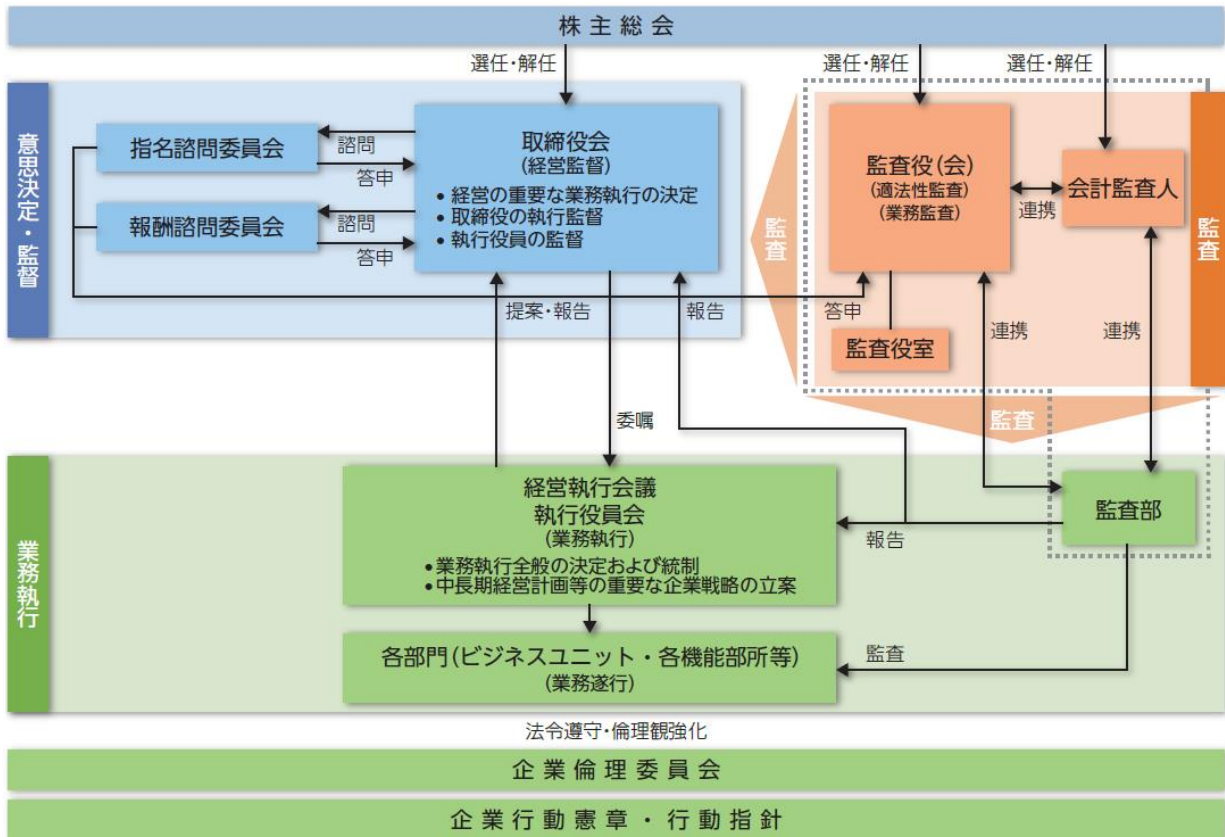 株主総会
選任・解任
選任・解任
選任・解任
意思決定・監督
指名諮問委員会
諮問
答申
報酬諮問委員会
諮問
答申
取締役会
(経営監督)
• 経営の重要な業務執行の決定
• 取締役の執行監督
• 執行役員の監督
提案・報告
報告
監査
監査役(会)
(適法性監査)
(業務監査)
連携
会計監査人
監査
答申
監査役室
連携
連携
監査
委嘱
業務執行
経営執行会議
執行役員会
(業務執行)
•業務執行全般の決定および統制
•中長期経営計画等の重要な企業戦略の立案
報告
監査部
各部門(ビジネスユニット・各機能部所等)
(業務遂行)
監査
法令遵守・倫理観強化
企業倫理委員会
企業行動憲章・行動指針